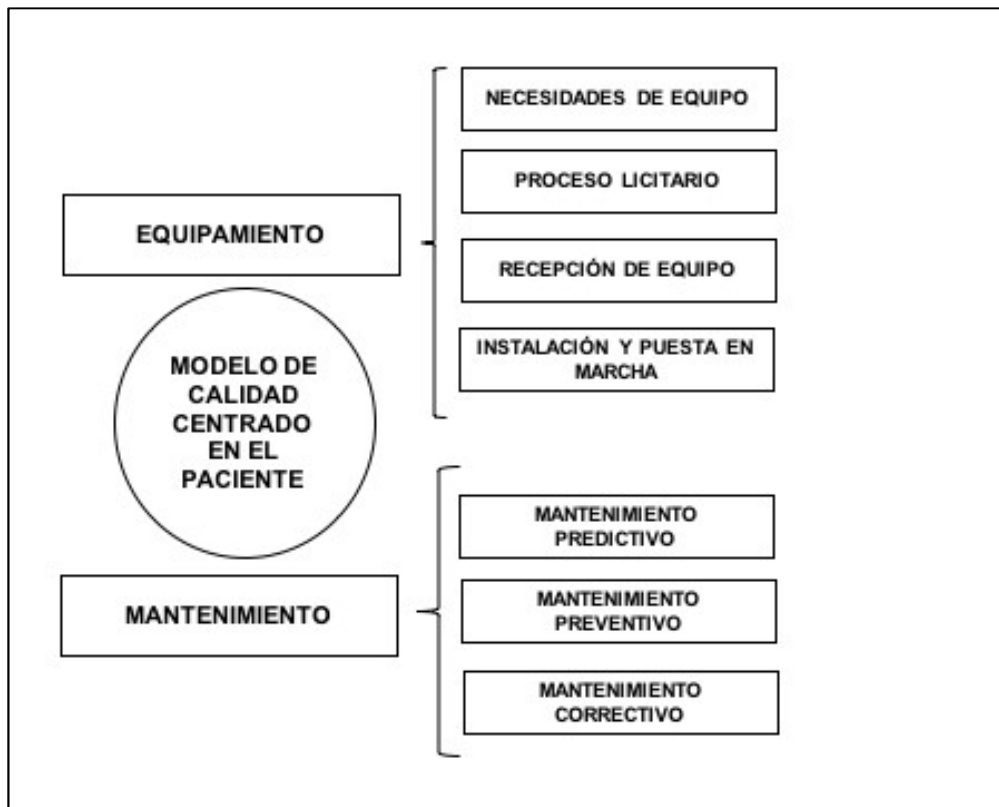 NECESIDADES DE EQUIPO
PROCESO LICITARIO
EQUIPAMIENTO
RECEPCIÓN DE EQUIPO
INSTALACIÓN Y PUESTA EN
MARCHA
MODELO DE
CALIDAD
CENTRADO
EN EL
PACIENTE
MANTENIMIENTO
PREDICTIVO
MANTENIMIENTO
MANTENIMIENTO
PREVENTIVO
MANTENIMIENTO
CORRECTIVO